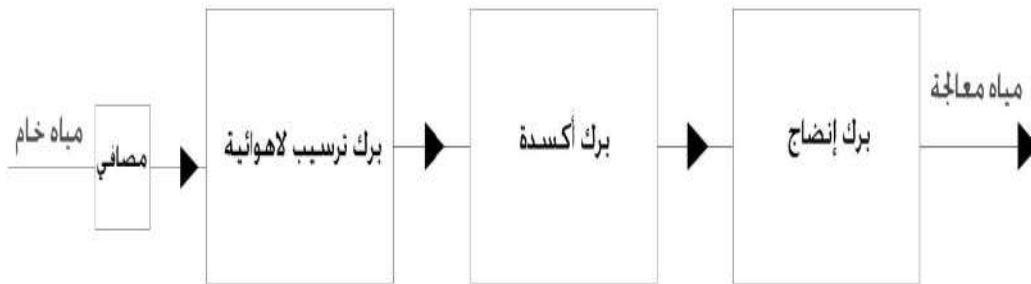 مياه خام
مصافي
برك ترسيب لاهوائية
برك أكسدة
برك إنضاج
مياه معالجة